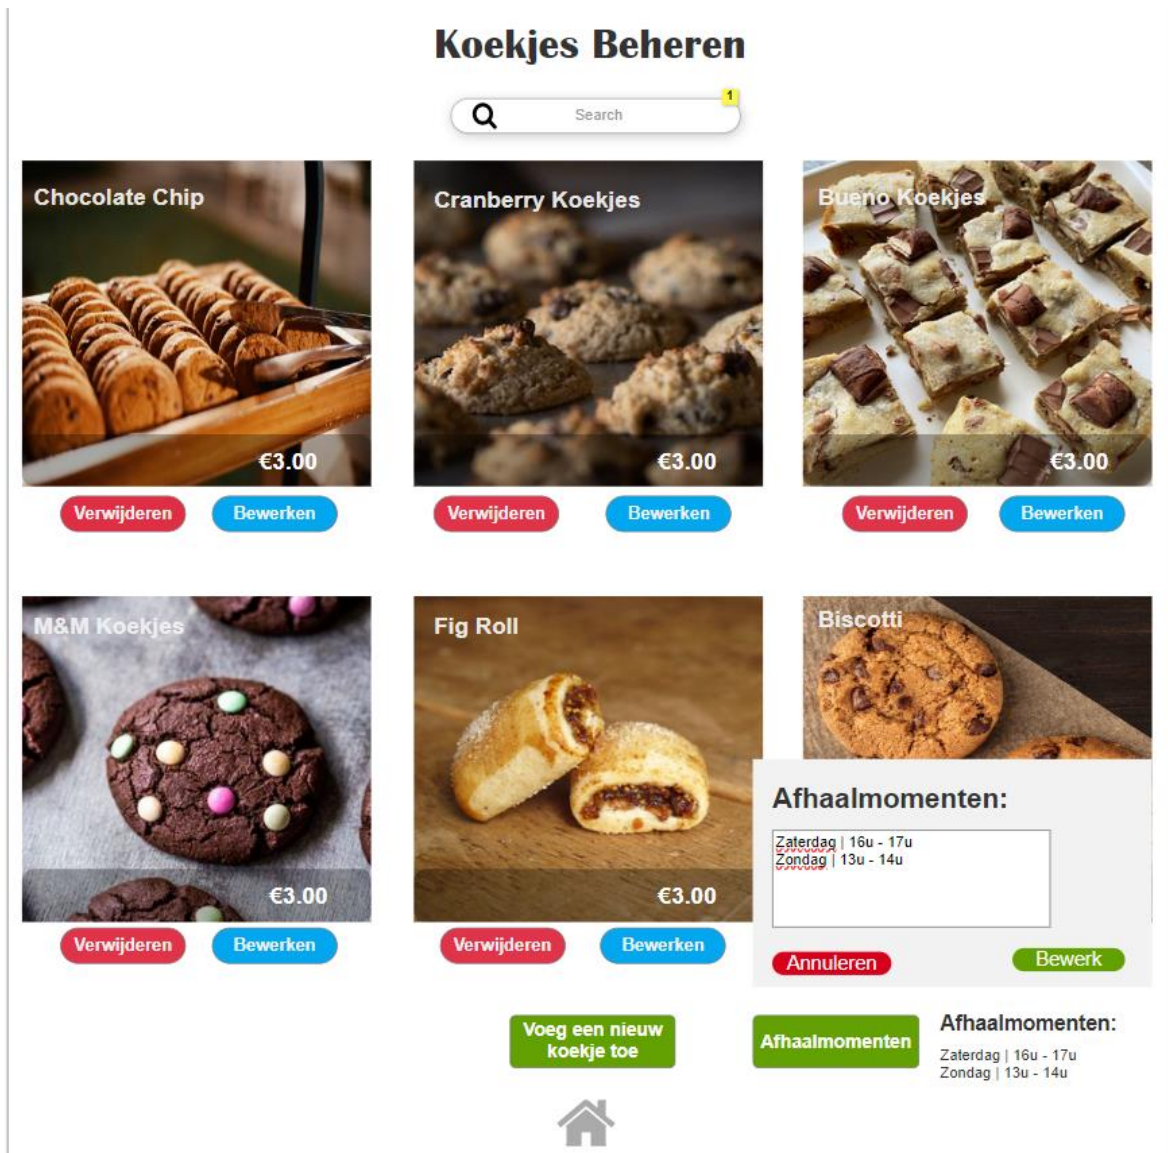 Koekjes Beheren
1
Search
Chocolate Chip
Cranberry Koekjes
Bueno Koekjes
€3.00
€3.00
€3.00
Verwijderen
Bewerken
Verwijderen
Bewerken
Verwijderen
Bewerken
M&M Koekjes
Fig Roll
Biscotti
€3.00
€3.00
Verwijderen
Bewerken
Verwijderen
Bewerken
Afhaalmomenten:
Zaterdag | 16u - 17u
Zondag | 13u - 14u
Annuleren
Bewerk
Voeg een nieuw
koekje toe
Afhaalmomenten
Afhaalmomenten:
Zaterdag | 16u - 17u
Zondag | 13u - 14u